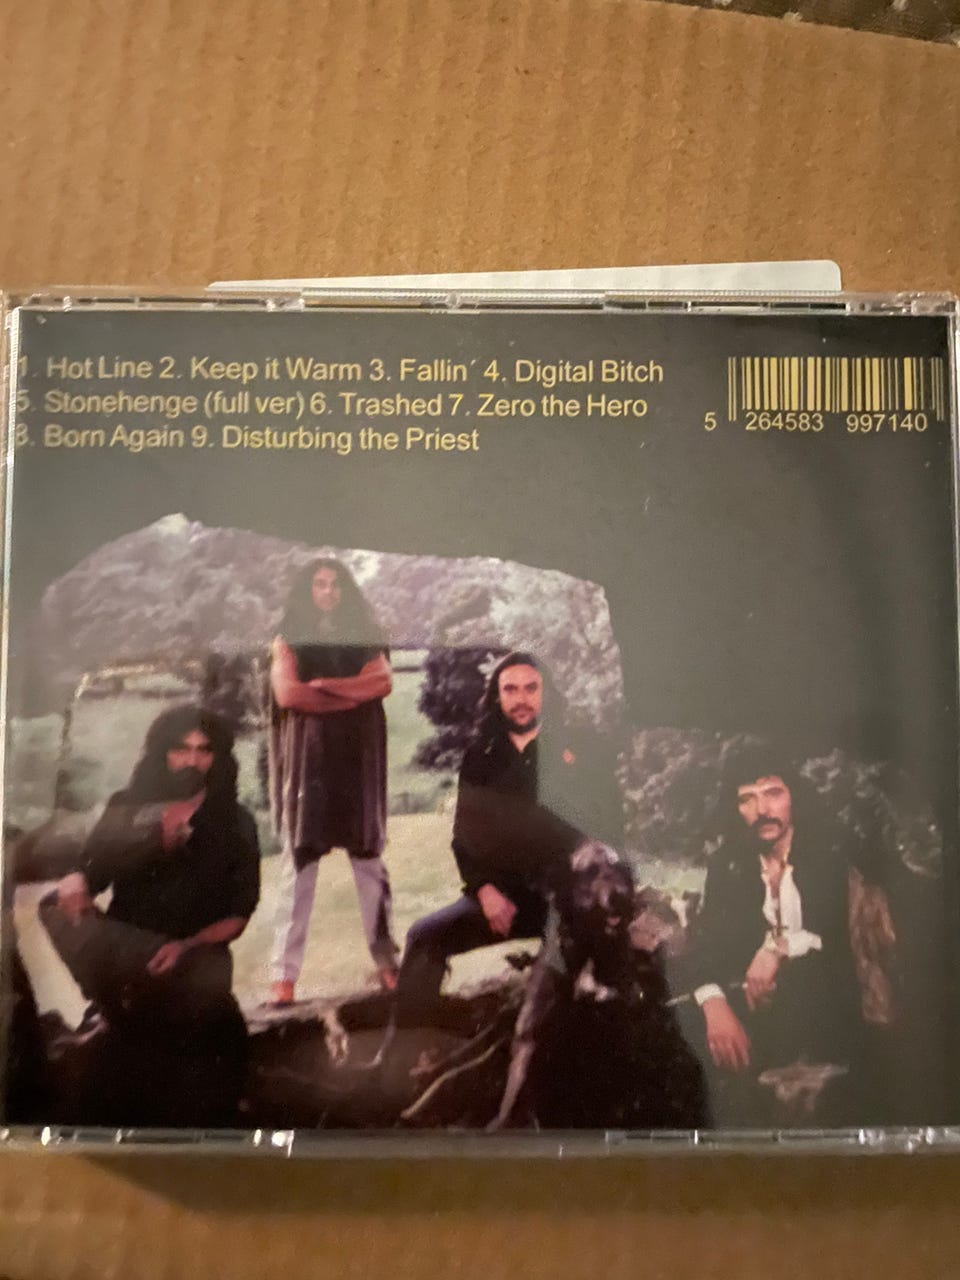 1. Hot Line 2. Keep it Warm 3. Fallin´ 4. Digital Bitch
5. Stonehenge (full ver) 6. Trashed 7. Zero the Hero
8. Born Again 9. Disturbing the Priest
5 264583 997140